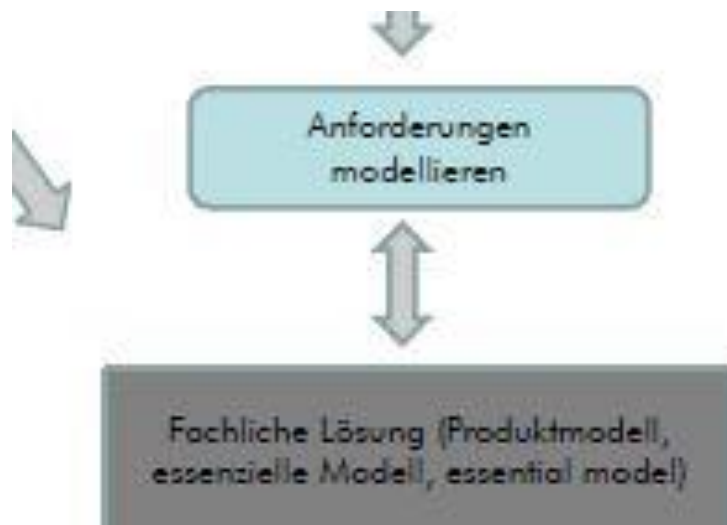 Anforderungen
modellieren
Fachliche Lösung (Produktmodell,
essenzielle Modell, essential model)